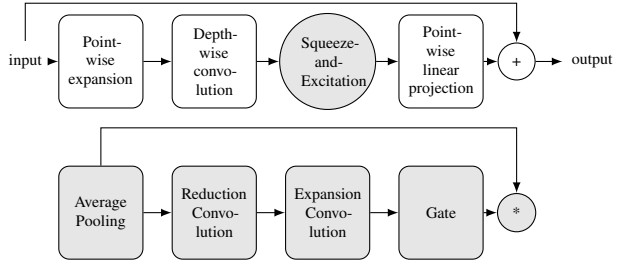 input
Point-
wise
expansion
Depth-
wise
convo-
lution
Squeeze-
and-
Excitation
Point-
wise
linear
projection
+
output
Average
Pooling
Reduction
Convo-
lution
Expansion
Convo-
lution
Gate
*